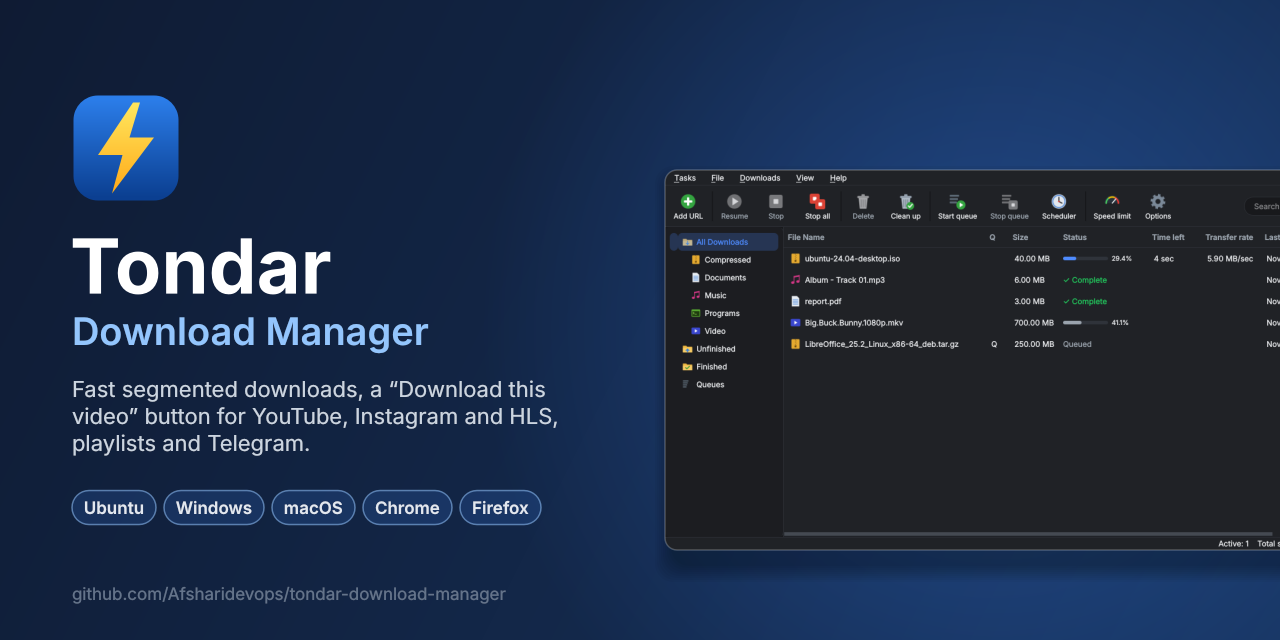 Tondar
Download Manager
Fast segmented downloads, a “Download this
video” button for YouTube, Instagram and HLS,
playlists and Telegram.
Ubuntu Windows macOS Chrome Firefox
github.com/Afsharidevops/tondar-download-manager
Tasks File Downloads View Help
Add URL Resume Stop Stop all Delete Clean up Start queue Stop queue Scheduler Speed limit Options Search
All Downloads
Compressed
Documents
Music
Programs
Video
Unfinished
Finished
Queues
File Name Q Size Status Time left Transfer rate Last
ubuntu-24.04-desktop.iso 40.00 MB 29.4% 4 sec 5.90 MB/sec Nov
Album - Track 01.mp3 6.00 MB ✓ Complete Nov
report.pdf 3.00 MB ✓ Complete Nov
Big.Buck.Bunny.1080p.mkv 700.00 MB 41.1% Nov
LibreOffice_25.2_Linux_x86-64_deb.tar.gz Q 250.00 MB Queued Nov
Active: 1 Total s